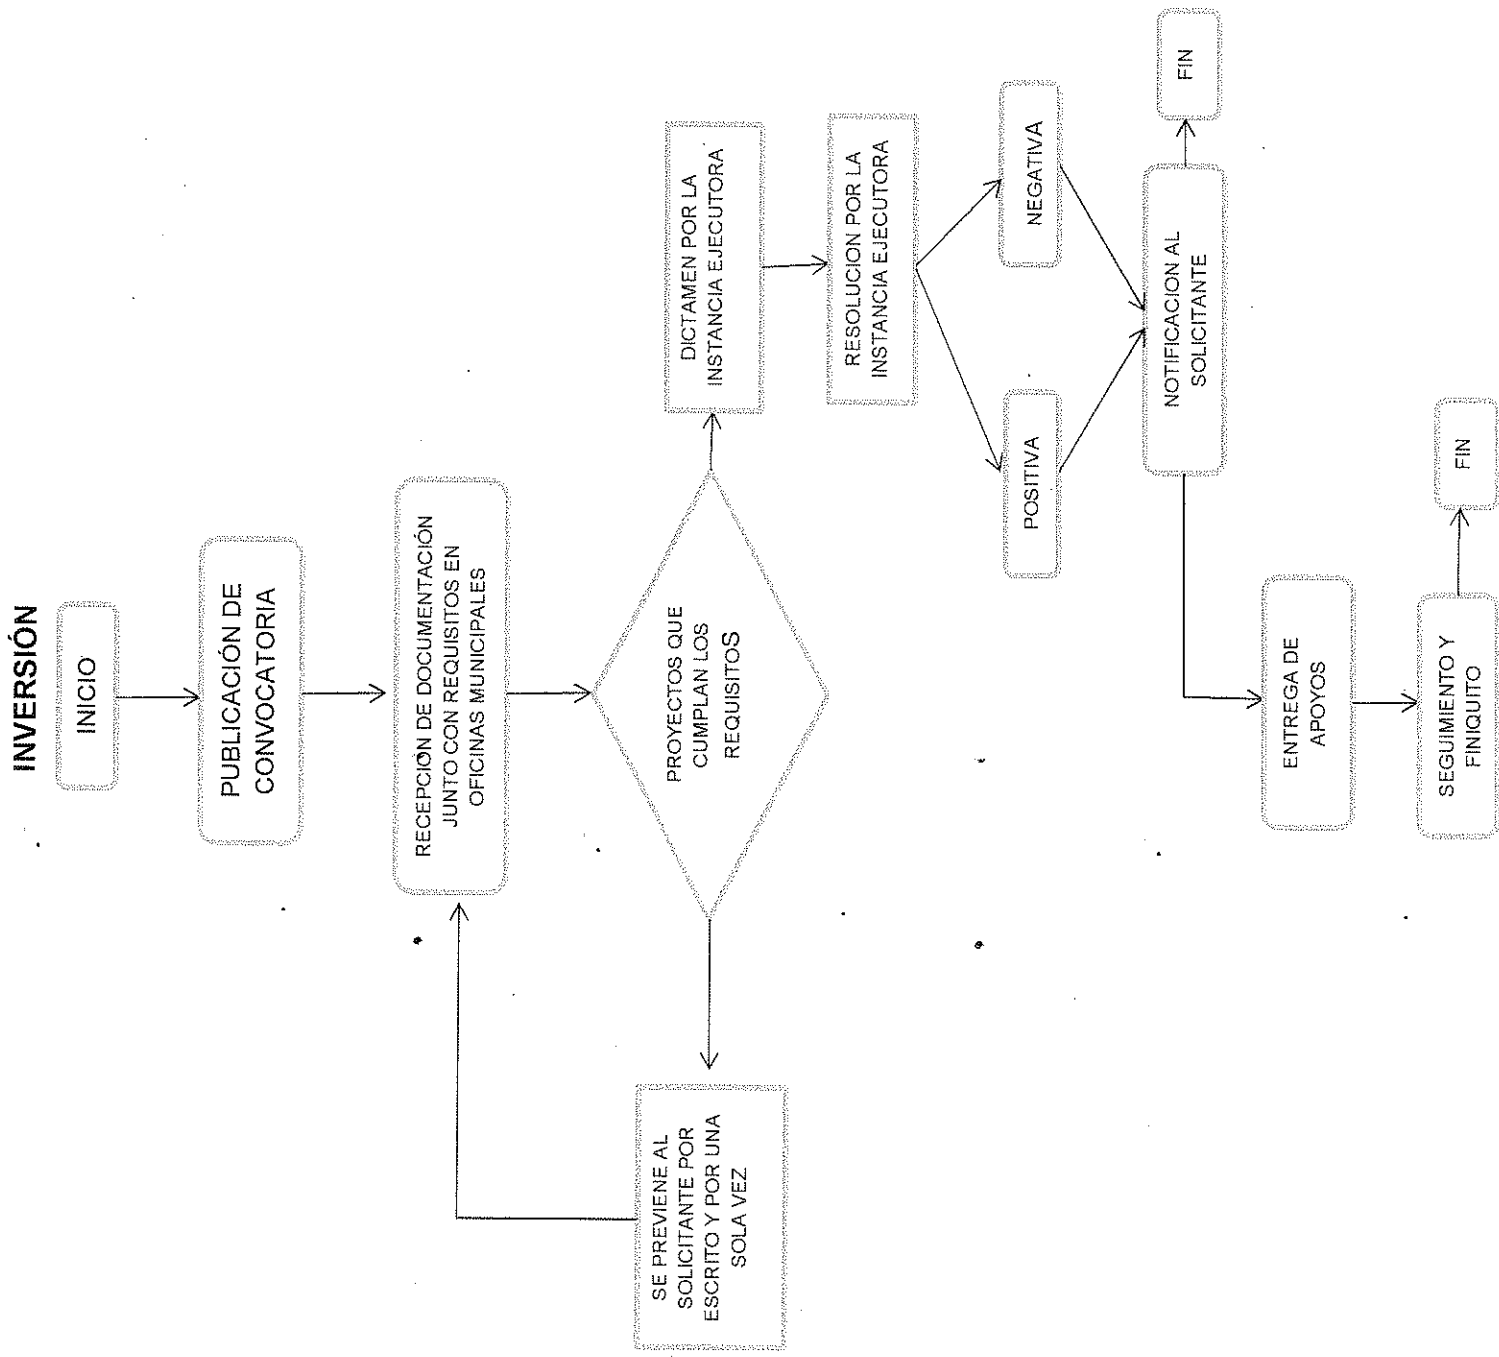 INVERSIÓN
INICIO
PUBLICACIÓN DE
CONVOCATORIA
RECEPCIÓN DE DOCUMENTACIÓN
JUNTO CON REQUISITOS EN
OFICINAS MUNICIPALES
PROYECTOS QUE
CUMPLAN LOS
REQUISITOS
SE PREVIENE AL
SOLICITANTE POR
ESCRITO Y POR UNA
SOLA VEZ
DICTAMEN POR LA
INSTANCIA EJECUTORA
RESOLUCION POR LA
INSTANCIA EJECUTORA
POSITIVA
NEGATIVA
NOTIFICACION AL
SOLICITANTE
FIN
ENTREGA DE
APOYOS
SEGUIMIENTO Y
FINIQUITO
FIN